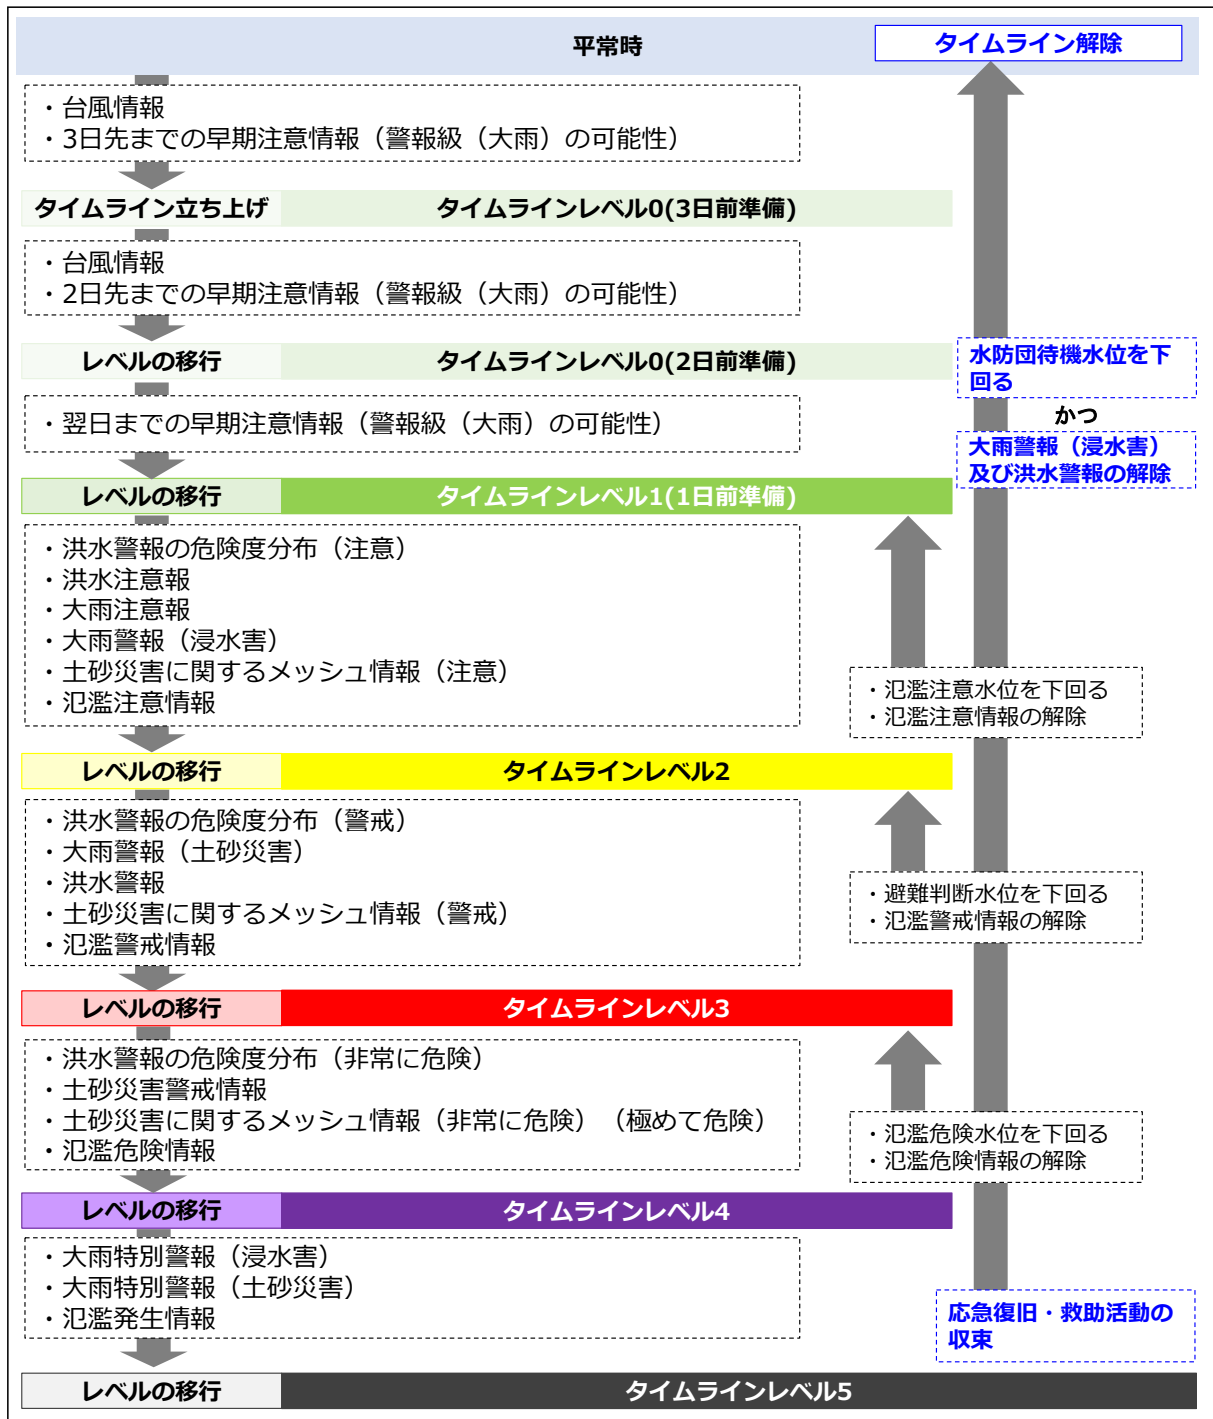 平常時
タイムライン解除
・台風情報
・3日先までの早期注意情報（警報級（大雨）の可能性）
タイムライン立ち上げ
タイムラインレベル0(3日前準備)
・台風情報
・2日先までの早期注意情報（警報級（大雨）の可能性）
レベルの移行
タイムラインレベル0(2日前準備)
・翌日までの早期注意情報（警報級（大雨）の可能性）
水防団待機水位を下
回る
かつ
大雨警報（浸水害）
及び洪水警報の解除
レベルの移行
タイムラインレベル1(1日前準備)
・洪水警報の危険度分布（注意）
・洪水注意報
・大雨注意報
・大雨警報（浸水害）
・土砂災害に関するメッシュ情報（注意）
・氾濫注意情報
・氾濫注意水位を下回る
・氾濫注意情報の解除
レベルの移行
タイムラインレベル2
・洪水警報の危険度分布（警戒）
・大雨警報（土砂災害）
・洪水警報
・土砂災害に関するメッシュ情報（警戒）
・氾濫警戒情報
・避難判断水位を下回る
・氾濫警戒情報の解除
レベルの移行
タイムラインレベル3
・洪水警報の危険度分布（非常に危険）
・土砂災害警戒情報
・土砂災害に関するメッシュ情報（非常に危険）（極めて危険）
・氾濫危険情報
・氾濫危険水位を下回る
・氾濫危険情報の解除
レベルの移行
タイムラインレベル4
・大雨特別警報（浸水害）
・大雨特別警報（土砂災害）
・氾濫発生情報
応急復旧・救助活動の
収束
レベルの移行
タイムラインレベル5